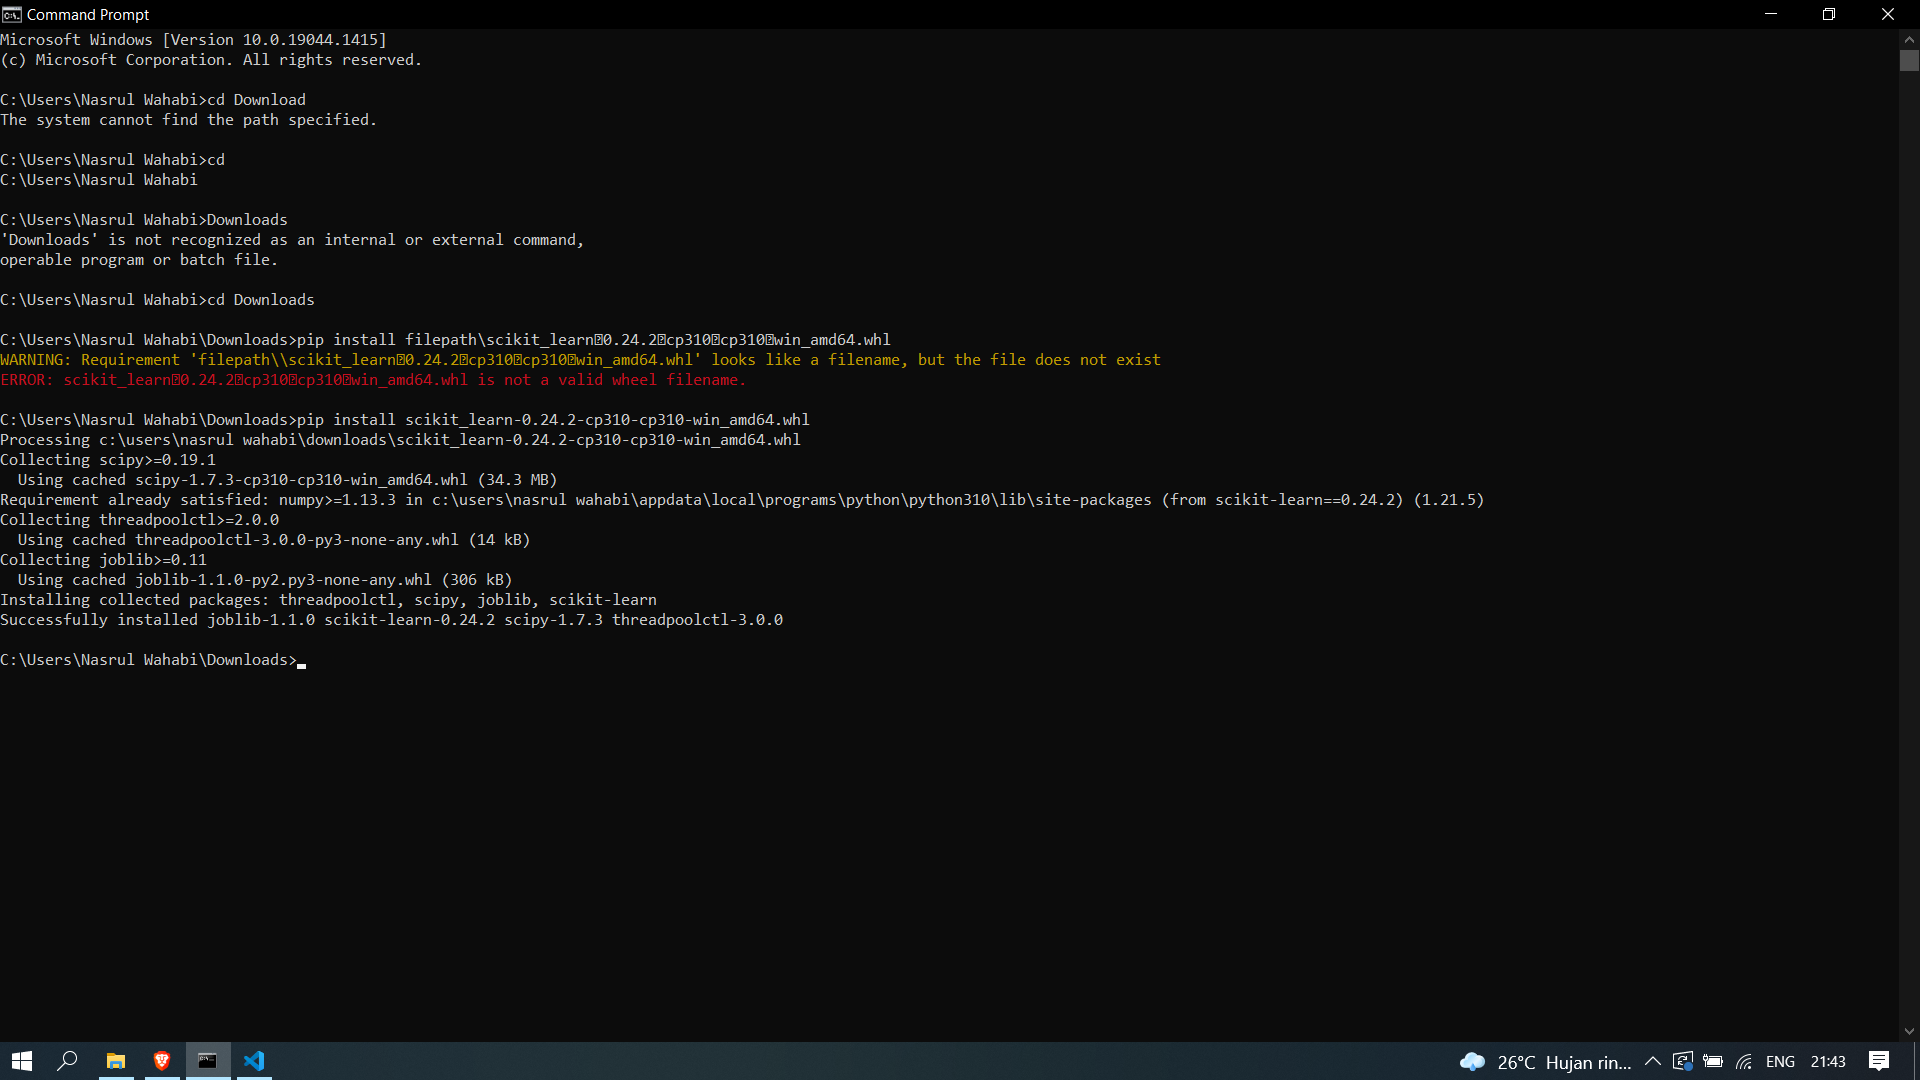 Command Prompt
Microsoft Windows [Version 10.0.19044.1415]
(c) Microsoft Corporation. All rights reserved.
C:\Users\Nasrul Wahabi>cd Download
The system cannot find the path specified.
C:\Users\Nasrul Wahabi>cd
C:\Users\Nasrul Wahabi
C:\Users\Nasrul Wahabi>Downloads
'Downloads' is not recognized as an internal or external command,
operable program or batch file.
C:\Users\Nasrul Wahabi>cd Downloads
C:\Users\Nasrul Wahabi\Downloads>pip install filepath\scikit_learn�0.24.2�cp310�cp310�win_amd64.whl
WARNING: Requirement 'filepath\\scikit_learn�0.24.2�cp310�cp310�win_amd64.whl' looks like a filename, but the file does not exist
ERROR: scikit_learn�0.24.2�cp310�cp310�win_amd64.whl is not a valid wheel filename.
C:\Users\Nasrul Wahabi\Downloads>pip install scikit_learn-0.24.2-cp310-cp310-win_amd64.whl
Processing c:\users\nasrul wahabi\downloads\scikit_learn-0.24.2-cp310-cp310-win_amd64.whl
Collecting scipy>=0.19.1
  Using cached scipy-1.7.3-cp310-cp310-win_amd64.whl (34.3 MB)
Requirement already satisfied: numpy>=1.13.3 in c:\users\nasrul wahabi\appdata\local\programs\python\python310\lib\site-packages (from scikit-learn==0.24.2) (1.21.5)
Collecting threadpoolctl>=2.0.0
  Using cached threadpoolctl-3.0.0-py3-none-any.whl (14 kB)
Collecting joblib>=0.11
  Using cached joblib-1.1.0-py2.py3-none-any.whl (306 kB)
Installing collected packages: threadpoolctl, scipy, joblib, scikit-learn
Successfully installed joblib-1.1.0 scikit-learn-0.24.2 scipy-1.7.3 threadpoolctl-3.0.0
C:\Users\Nasrul Wahabi\Downloads>
26°C Hujan rin... ENG 21:43